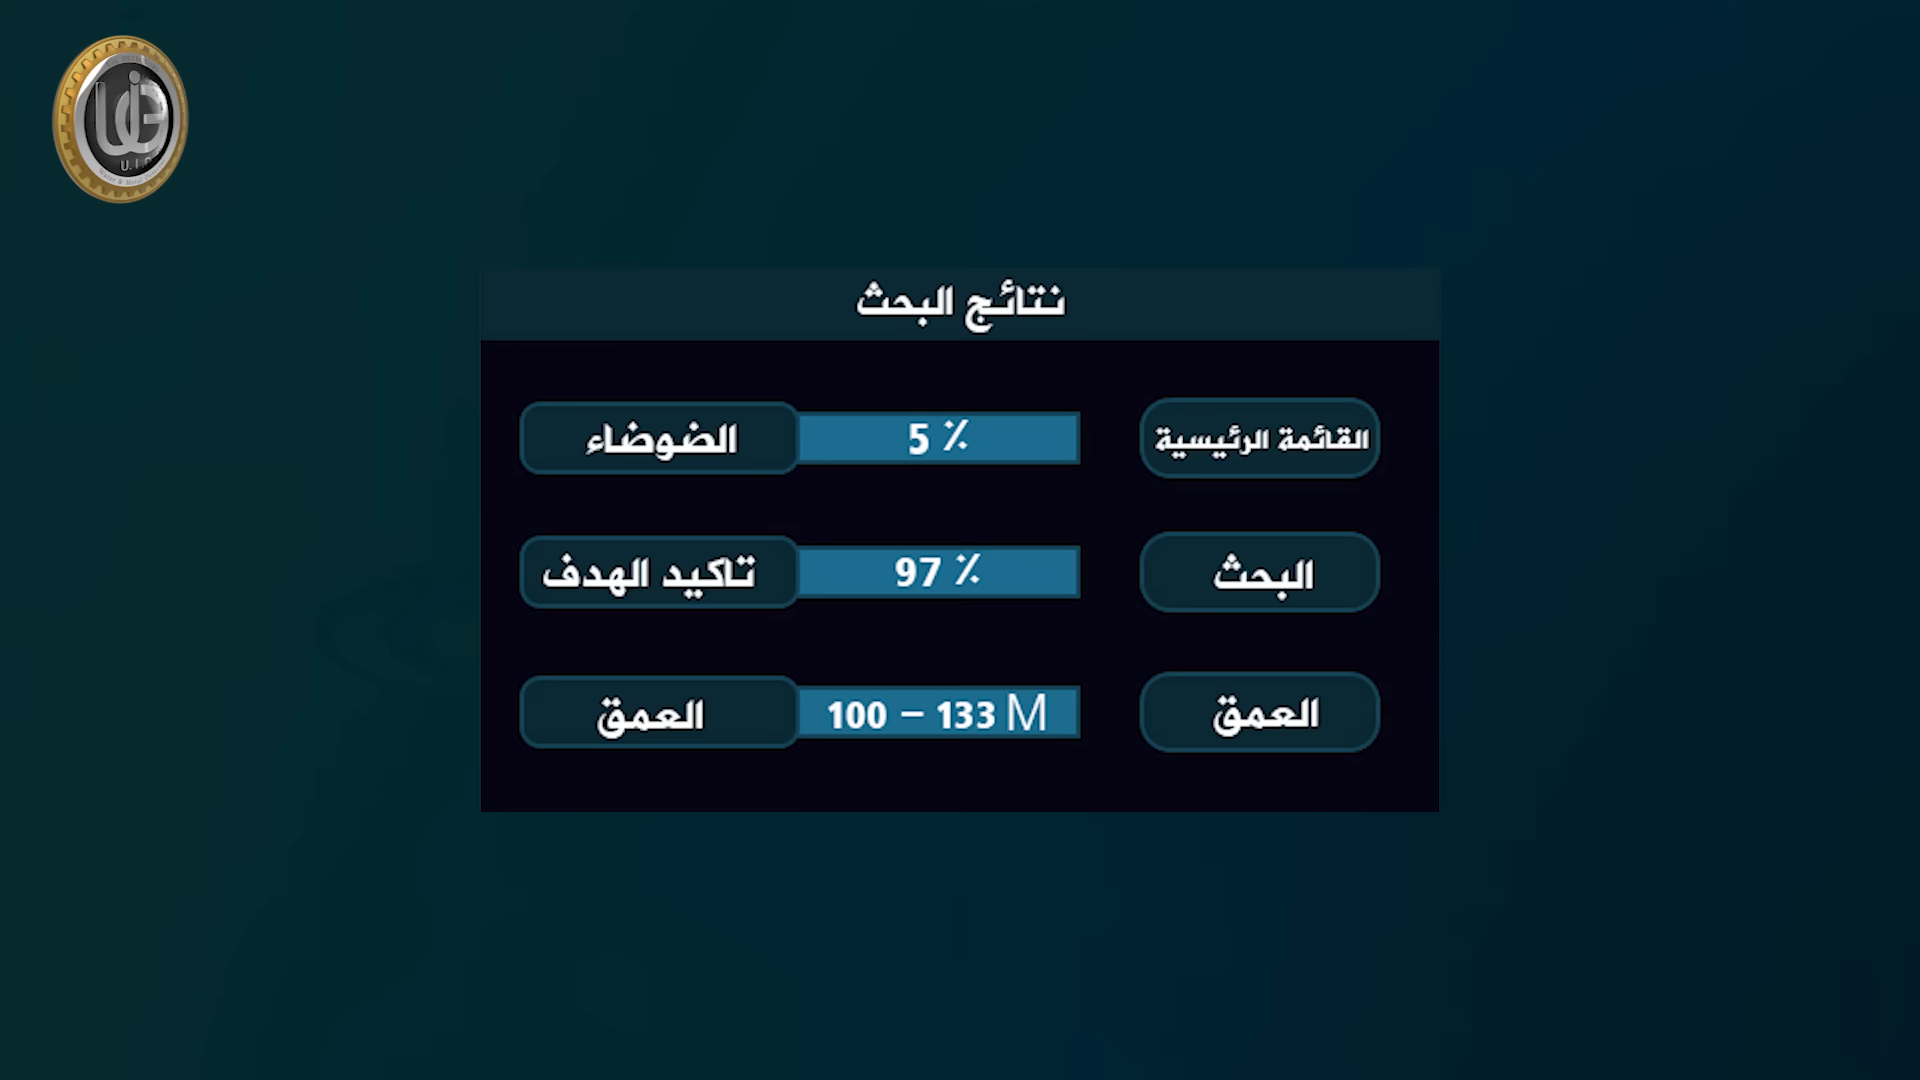 U.I.G
نتائج البحث
القائمة الرئيسية
5 ٪
الضوضاء
البحث
97 ٪
تاكيد الهدف
العمق
100 – 133 M
العمق